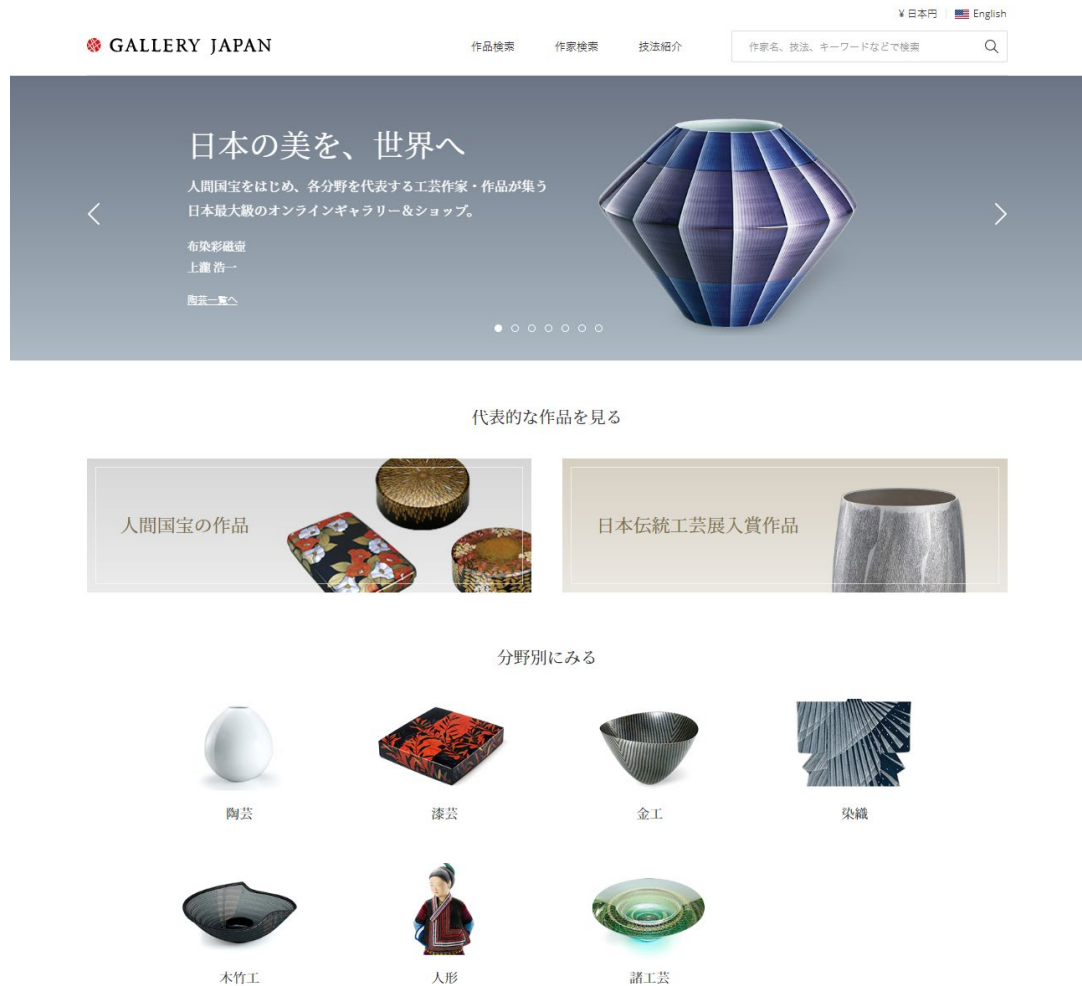 ¥ 日本円
English
GALLERY JAPAN
作品検索
作家検索
技法紹介
作家名、技法、キーワードなどで検索
日本の美を、世界へ
人間国宝をはじめ、各分野を代表する工芸作家・作品が集う
日本最大級のオンラインギャラリー＆ショップ。
布染彩磁壺
上瀧 浩一
陶芸一覧へ
代表的な作品を見る
人間国宝の作品
日本伝統工芸展入賞作品
分野別にみる
陶芸
漆芸
金工
染織
木竹工
人形
諸工芸